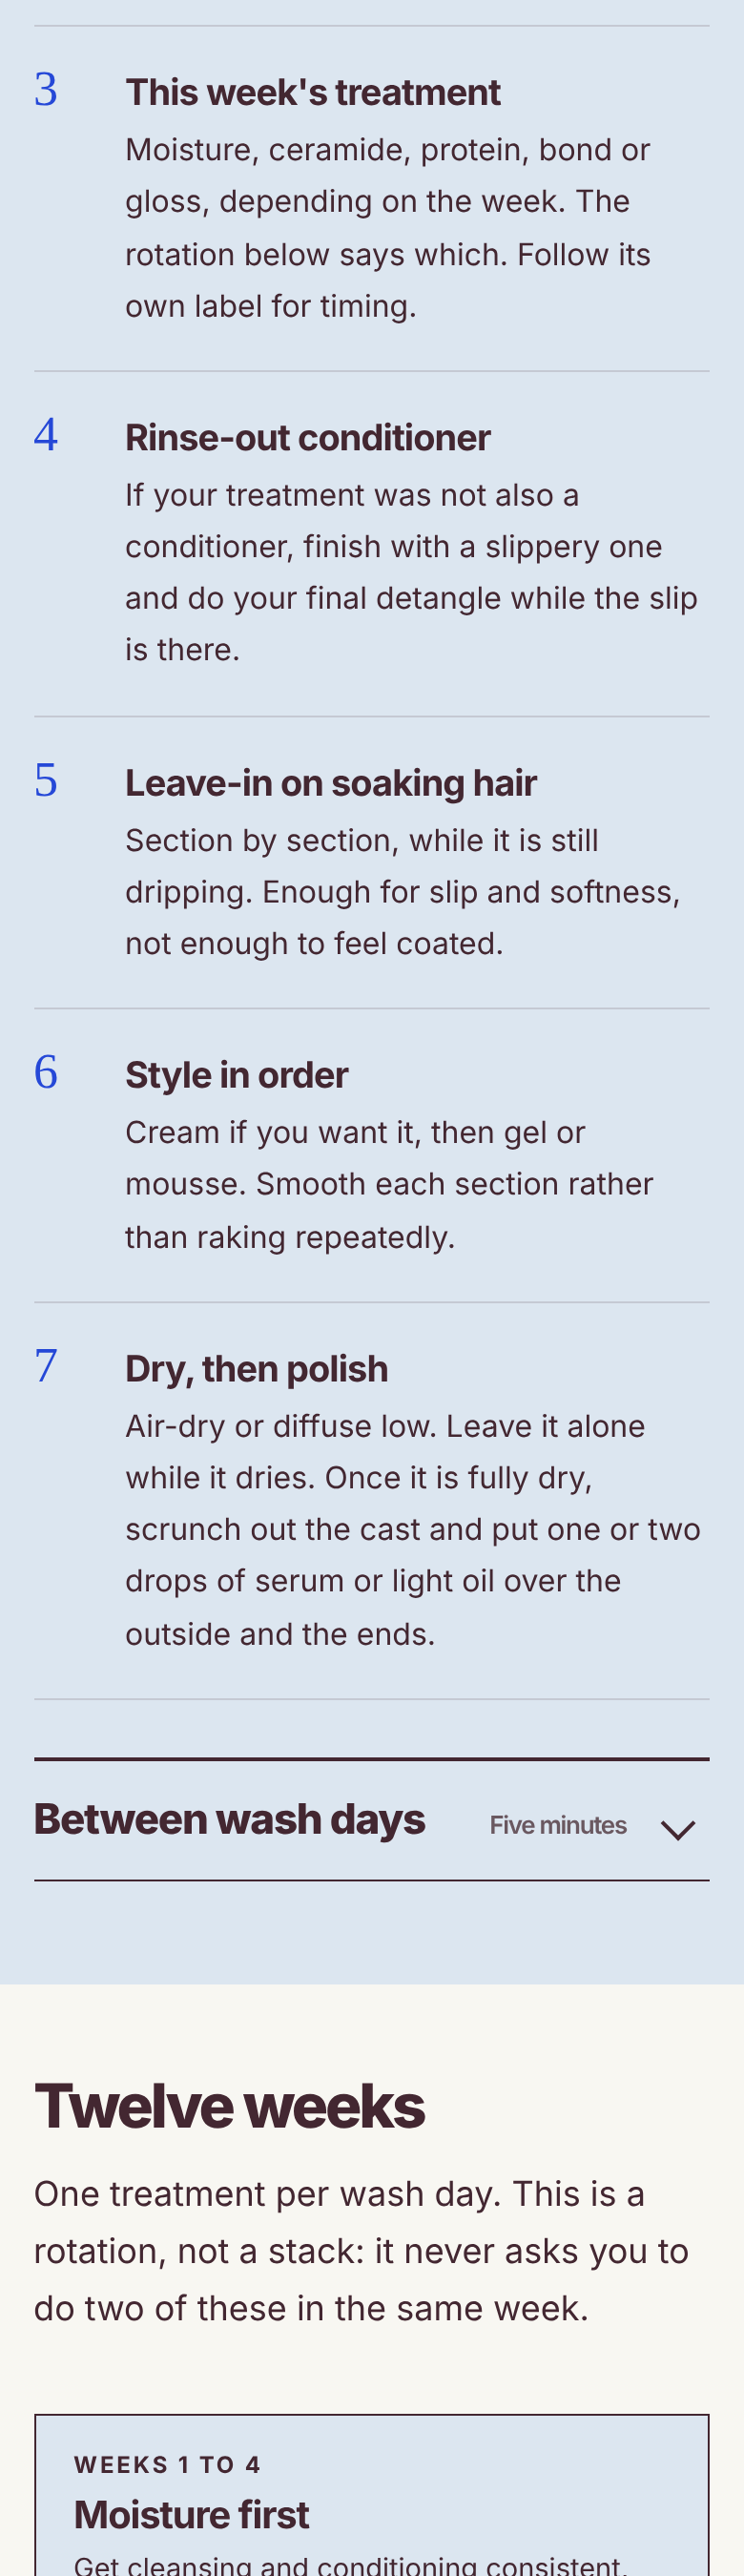 3
This week's treatment
Moisture, ceramide, protein, bond or
gloss, depending on the week. The
rotation below says which. Follow its
own label for timing.
4
Rinse-out conditioner
If your treatment was not also a
conditioner, finish with a slippery one
and do your final detangle while the slip
is there.
5
Leave-in on soaking hair
Section by section, while it is still
dripping. Enough for slip and softness,
not enough to feel coated.
6
Style in order
Cream if you want it, then gel or
mousse. Smooth each section rather
than raking repeatedly.
7
Dry, then polish
Air-dry or diffuse low. Leave it alone
while it dries. Once it is fully dry,
scrunch out the cast and put one or two
drops of serum or light oil over the
outside and the ends.
Between wash days Five minutes
Twelve weeks
One treatment per wash day. This is a
rotation, not a stack: it never asks you to
do two of these in the same week.
WEEKS 1 TO 4
Moisture first
Get cleansing and conditioning consistent.